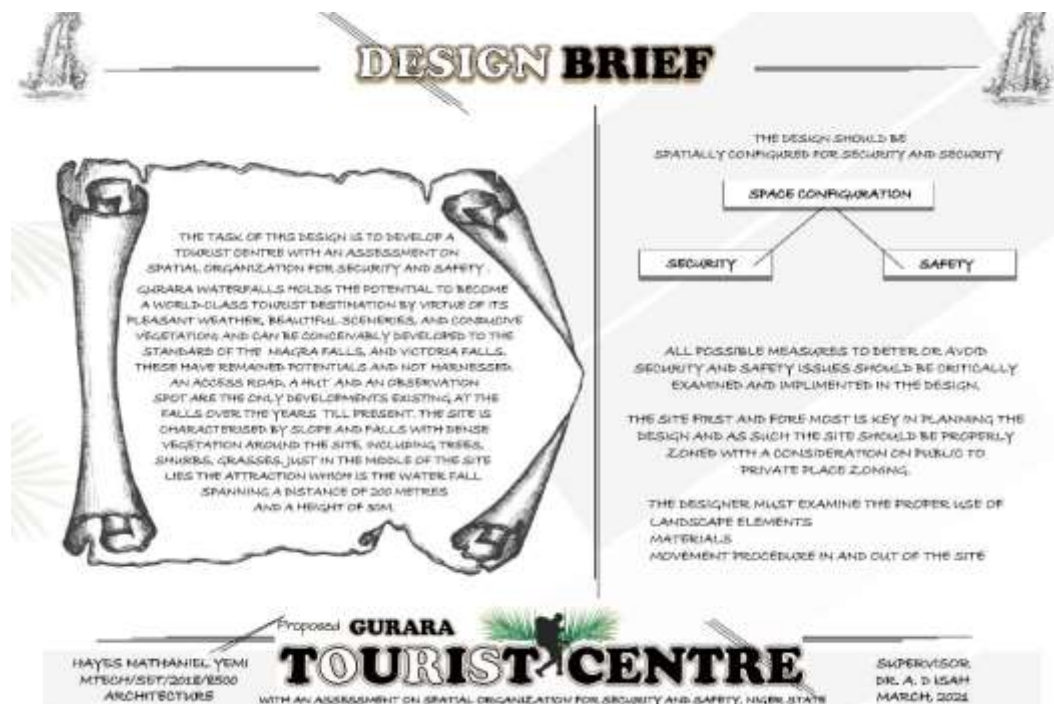 DESIGN BRIEF
THE TASK OF THIS DESIGN IS TO DEVELOP A
TOURIST CENTRE WITH AN ASSESSMENT ON
SPATIAL ORGANIZATION FOR SECURITY AND SAFETY.
GURARA WATERFALLS HOLDS THE POTENTIAL TO BECOME
A WORLD-CLASS TOURIST DESTINATION BY VIRTUE OF ITS
PLEASANT WEATHER, BEAUTIFUL SCENERIES, AND CONDUCIVE
VEGETATION; AND CAN BE CONCEIVABLY DEVELOPED TO THE
STANDARD OF THE NIAGRA FALLS, AND VICTORIA FALLS.
THESE HAVE REMAINED POTENTIALS AND NOT HARNESSED.
AN ACCESS ROAD, A HUT AND AN OBSERVATION
SPOT ARE THE ONLY DEVELOPMENTS EXISTING AT THE
FALLS OVER THE YEARS TILL PRESENT. THE SITE IS
CHARACTERISED BY SLOPE AND FALLS WITH DENSE
VEGETATION AROUND THE SITE, INCLUDING TREES,
SHURBS, GRASSES, JUST IN THE MIDDLE OF THE SITE
LIES THE ATTRACTION WHICH IS THE WATER FALL
SPANNING A DISTANCE OF 200 METRES
AND A HEIGHT OF 30M.
THE DESIGN SHOULD BE
SPATIALLY CONFIGURED FOR SECURITY AND SECURITY
SPACE CONFIGURATION
SECURITY
SAFETY
ALL POSSIBLE MEASURES TO DETER OR AVOID
SECURITY AND SAFETY ISSUES SHOULD BE CRITICALLY
EXAMINED AND IMPLIMENTED IN THE DESIGN.
THE SITE FIRST AND FORE MOST IS KEY IN PLANNING THE
DESIGN AND AS SUCH THE SITE SHOULD BE PROPERLY
ZONED WITH A CONSIDERATION ON PUBLIC TO
PRIVATE PLACE ZONING.
THE DESIGNER MUST EXAMINE THE PROPER USE OF
LANDSCAPE ELEMENTS
MATERIALS
MOVEMENT PROCEDURE IN AND OUT OF THE SITE
Proposed GURARA
TOURIST CENTRE
WITH AN ASSESSMENT ON SPATIAL ORGANIZATION FOR SECURITY AND SAFETY, NIGER STATE
HAYES NATHANIEL YEMI
MTECH/SET/2018/8500
ARCHITECTURE
SUPERVISOR
DR. A. D ISAH
MARCH, 2021